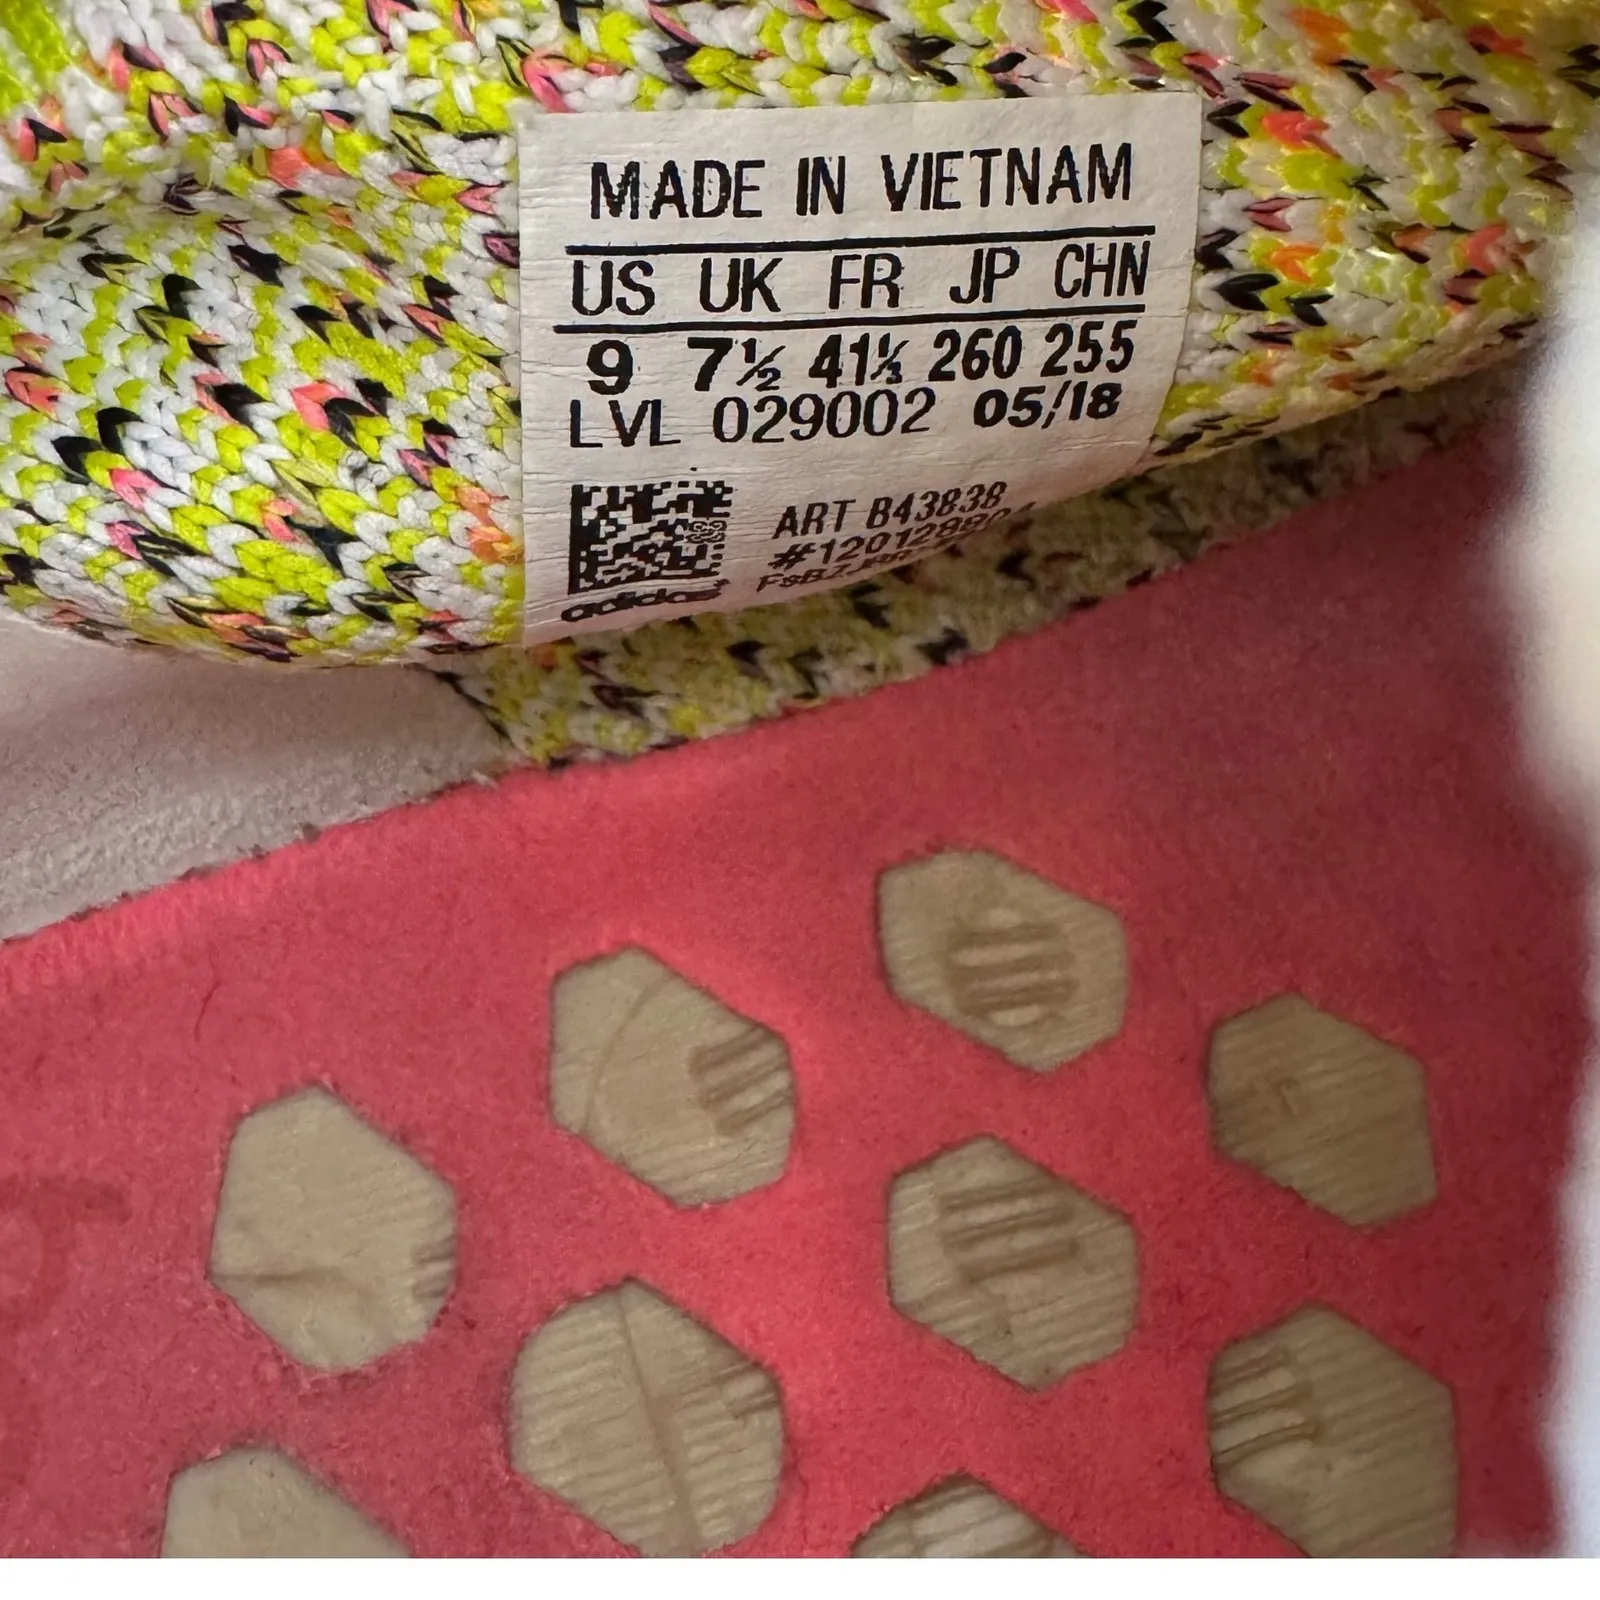 MADE IN VIETNAM
US UK FR JP CHN
9 7½ 41⅓ 260 255
LVL 029002 05/18
ART B43838
adidas